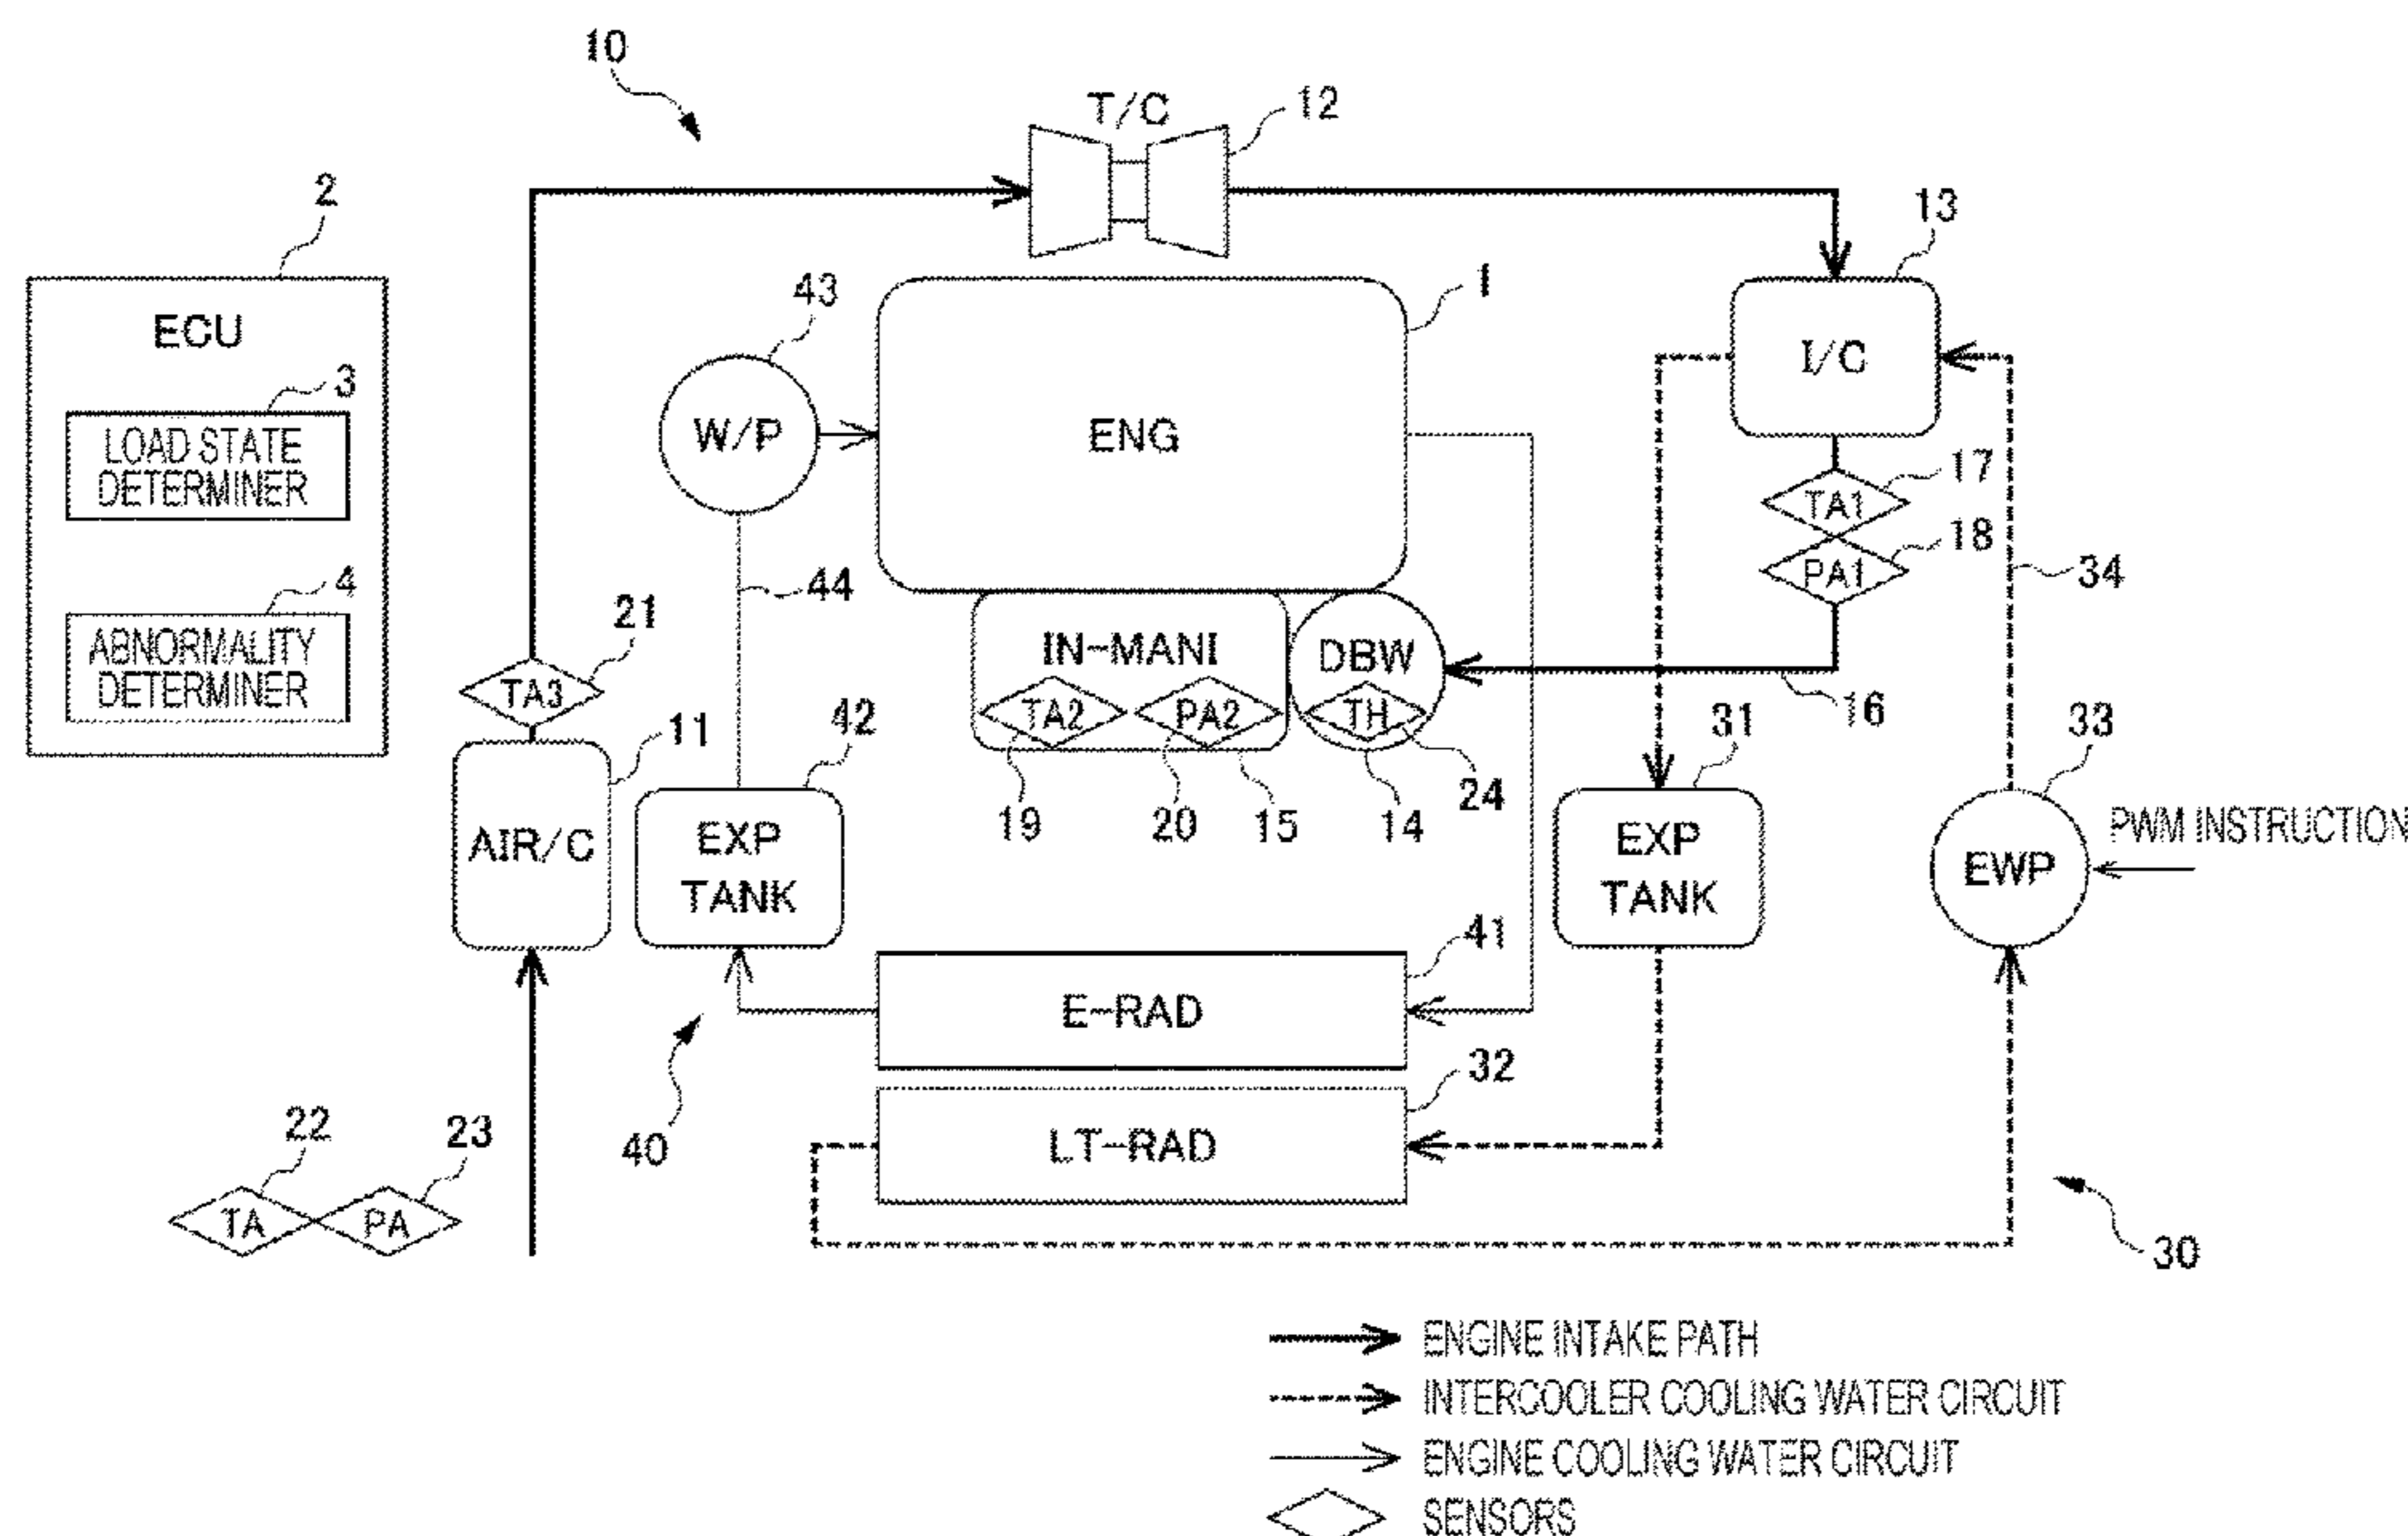 10
T/C
12
2
13
ECU
43
1
I/C
3
LOAD STATE
DETERMINER
W/P
ENG
17
TA1
18
PA1
34
4
ABNORMALITY
DETERMINER
21
TA3
44
IN-MANI
DBW
TA2
PA2
TH
16
11
42
31
33
19
20
15
14
24
AIR/C
EXP
TANK
EXP
TANK
EWP
PWM INSTRUCTION
41
E-RAD
40
32
LT-RAD
22
23
TA
PA
30
ENGINE INTAKE PATH
INTERCOOLER COOLING WATER CIRCUIT
ENGINE COOLING WATER CIRCUIT
SENSORS